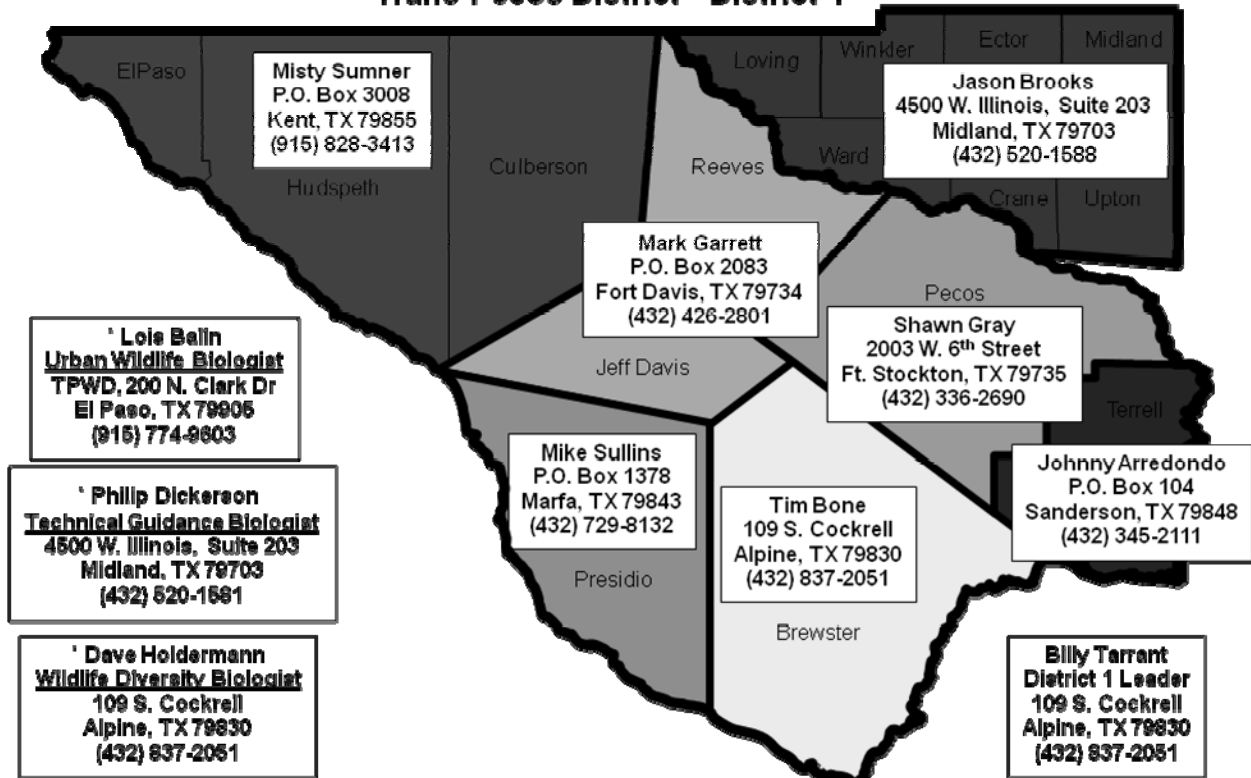 Trans Pecos District - District 1
ElPaso
Hudspeth
Culberson
Reeves
Loving
Winkler
Ector
Midland
Ward
Crane
Upton
Pecos
Jeff Davis
Terrell
Presidio
Brewster
Misty Sumner
P.O. Box 3008
Kent, TX 79855
(915) 828-3413
Jason Brooks
4500 W. Illinois, Suite 203
Midland, TX 79703
(432) 520-1588
Mark Garrett
P.O. Box 2083
Fort Davis, TX 79734
(432) 426-2801
Shawn Gray
2003 W. 6th Street
Ft. Stockton, TX 79735
(432) 336-2690
Mike Sullins
P.O. Box 1378
Marfa, TX 79843
(432) 729-8132
Tim Bone
109 S. Cockrell
Alpine, TX 79830
(432) 837-2051
Johnny Arredondo
P.O. Box 104
Sanderson, TX 79848
(432) 345-2111
* Lois Balin
Urban Wildlife Biologist
TPWD, 200 N. Clark Dr
El Paso, TX 79905
(915) 774-9603
* Philip Dickerson
Technical Guidance Biologist
4500 W. Illinois, Suite 203
Midland, TX 79703
(432) 520-1581
* Dave Holdermann
Wildlife Diversity Biologist
109 S. Cockrell
Alpine, TX 79830
(432) 837-2051
Billy Tarrant
District 1 Leader
109 S. Cockrell
Alpine, TX 79830
(432) 837-2051